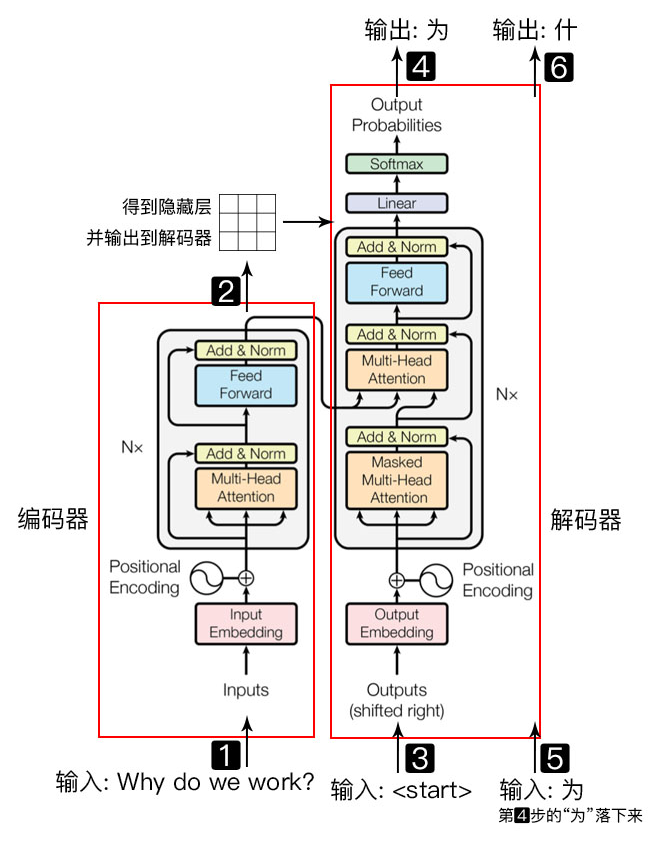 输出: 为
输出: 什
4
6
Output
Probabilities
Softmax
Linear
得到隐藏层
并输出到解码器
2
Add & Norm
Feed
Forward
Add & Norm
Multi-Head
Attention
Add & Norm
Masked
Multi-Head
Attention
N×
Add & Norm
Feed
Forward
Add & Norm
Multi-Head
Attention
N×
编码器
解码器
Positional
Encoding
Positional
Encoding
Input
Embedding
Output
Embedding
Inputs
Outputs
(shifted right)
1
3
5
输入: Why do we work?
输入: <start>
输入: 为
第4步的“为”落下来